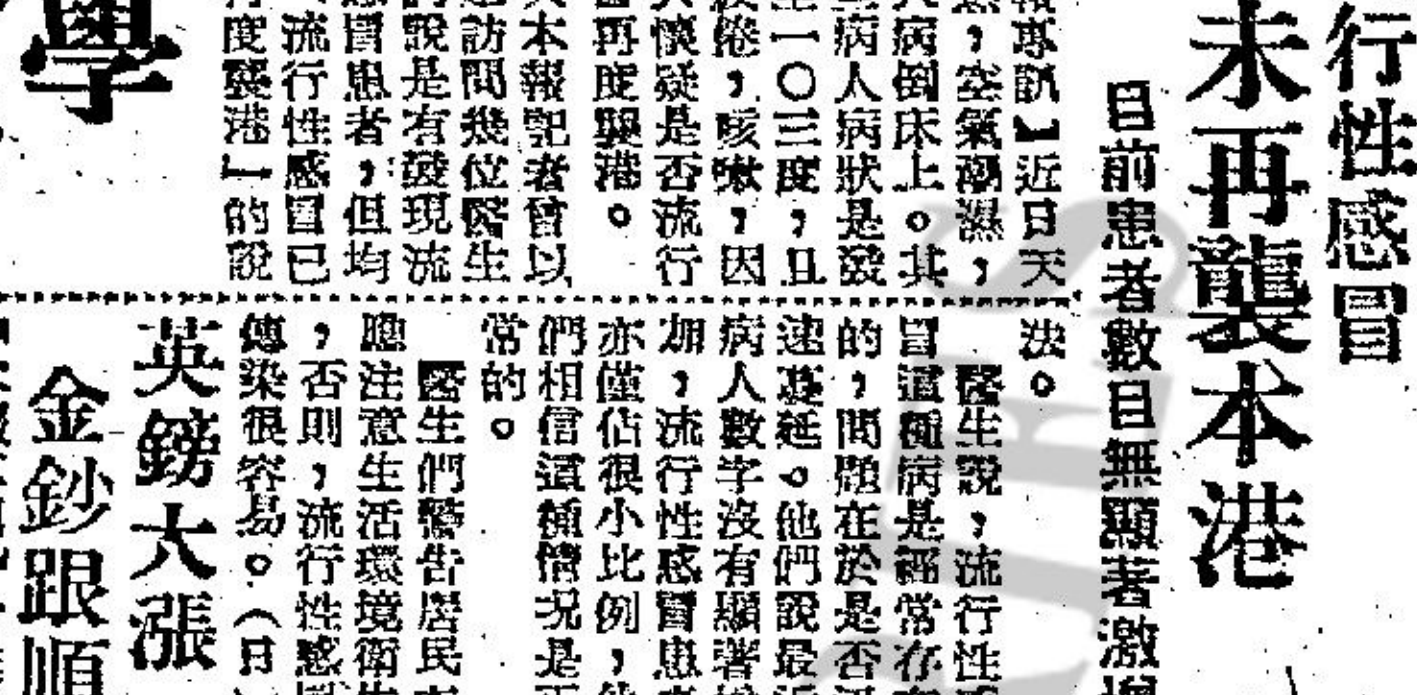 行性感冒
未再襲本港
目前患者數目無顯著激增
報專訊】近日天
,空氣潮濕,
病倒床上。其
病人病狀是發
一〇三度,且
倦,咳嗽,因
懷疑是否流行
再度襲港。
本報記者曾以
訪問幾位醫生
說是有發現流
冒患者,但均
流行性感冒已
度襲港」的說
法。
醫生說,流行性
冒這種病是經常存
的,問題在於是否
速蔓延。他們說最近
病人數字沒有顯著
加,流行性感冒患
亦僅佔很小比例,
們相信這種情况是正
常的。
醫生們警告居民
應注意生活環境衛生
,否則,流行性感
傳染很容易。(日
學
英鎊大漲
金鈔跟順